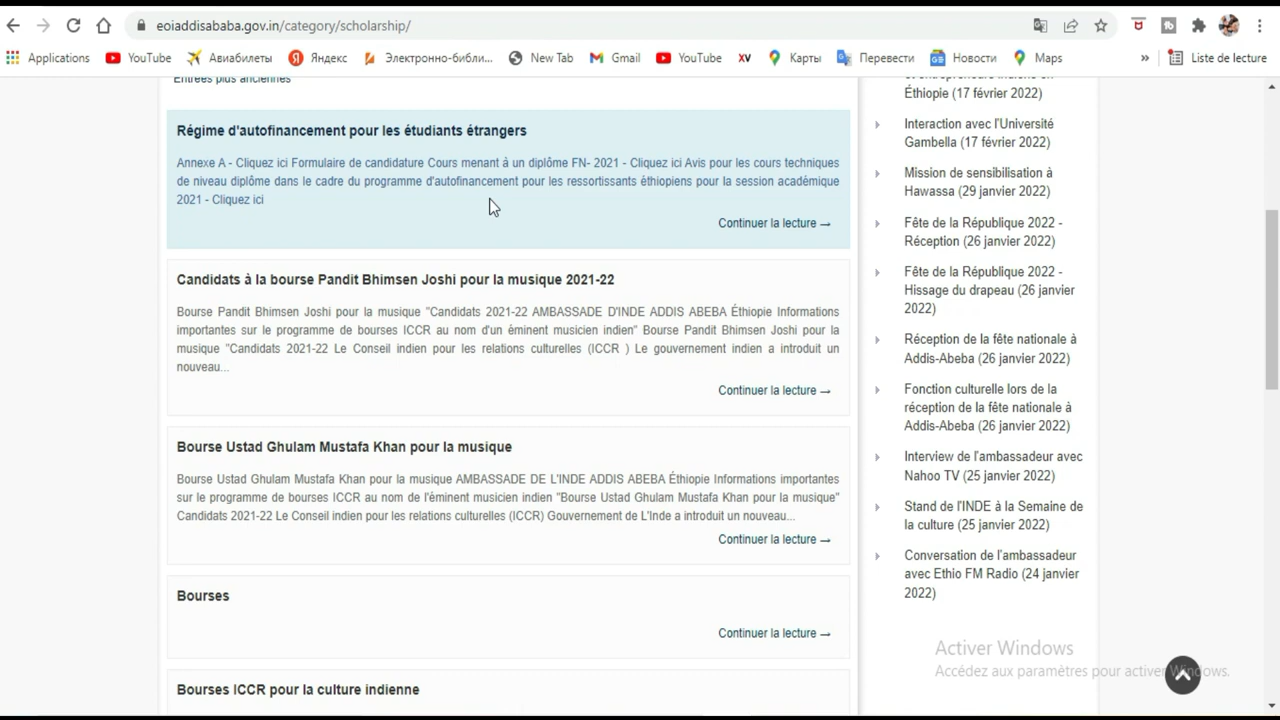 eoiaddisababa.gov.in/category/scholarship/
Applications
YouTube
Авиабилеты
Яндекс
Электронно-библи...
New Tab
Gmail
YouTube
XV
Карты
Перевести
Новости
Maps
»
Liste de lecture
Entrées plus anciennes
Régime d'autofinancement pour les étudiants étrangers
Annexe A - Cliquez ici Formulaire de candidature Cours menant à un diplôme FN- 2021 - Cliquez ici Avis pour les cours techniques
de niveau diplôme dans le cadre du programme d'autofinancement pour les ressortissants éthiopiens pour la session académique
2021 - Cliquez ici
Continuer la lecture →
Candidats à la bourse Pandit Bhimsen Joshi pour la musique 2021-22
Bourse Pandit Bhimsen Joshi pour la musique "Candidats 2021-22 AMBASSADE D'INDE ADDIS ABEBA Éthiopie Informations
importantes sur le programme de bourses ICCR au nom d'un éminent musicien indien" Bourse Pandit Bhimsen Joshi pour la
musique "Candidats 2021-22 Le Conseil indien pour les relations culturelles (ICCR ) Le gouvernement indien a introduit un
nouveau...
Continuer la lecture →
Bourse Ustad Ghulam Mustafa Khan pour la musique
Bourse Ustad Ghulam Mustafa Khan pour la musique AMBASSADE DE L'INDE ADDIS ABEBA Éthiopie Informations importantes
sur le programme de bourses ICCR au nom de l'éminent musicien indien "Bourse Ustad Ghulam Mustafa Khan pour la musique"
Candidats 2021-22 Le Conseil indien pour les relations culturelles (ICCR) Gouvernement de L'Inde a introduit un nouveau...
Continuer la lecture →
Bourses
Continuer la lecture →
Bourses ICCR pour la culture indienne
et entrepreneurs indiens en
Éthiopie (17 février 2022)
Interaction avec l'Université
Gambella (17 février 2022)
Mission de sensibilisation à
Hawassa (29 janvier 2022)
Fête de la République 2022 -
Réception (26 janvier 2022)
Fête de la République 2022 -
Hissage du drapeau (26 janvier
2022)
Réception de la fête nationale à
Addis-Abeba (26 janvier 2022)
Fonction culturelle lors de la
réception de la fête nationale à
Addis-Abeba (26 janvier 2022)
Interview de l'ambassadeur avec
Nahoo TV (25 janvier 2022)
Stand de l'INDE à la Semaine de
la culture (25 janvier 2022)
Conversation de l'ambassadeur
avec Ethio FM Radio (24 janvier
2022)
Activer Windows
Accédez aux paramètres pour activer Windows.